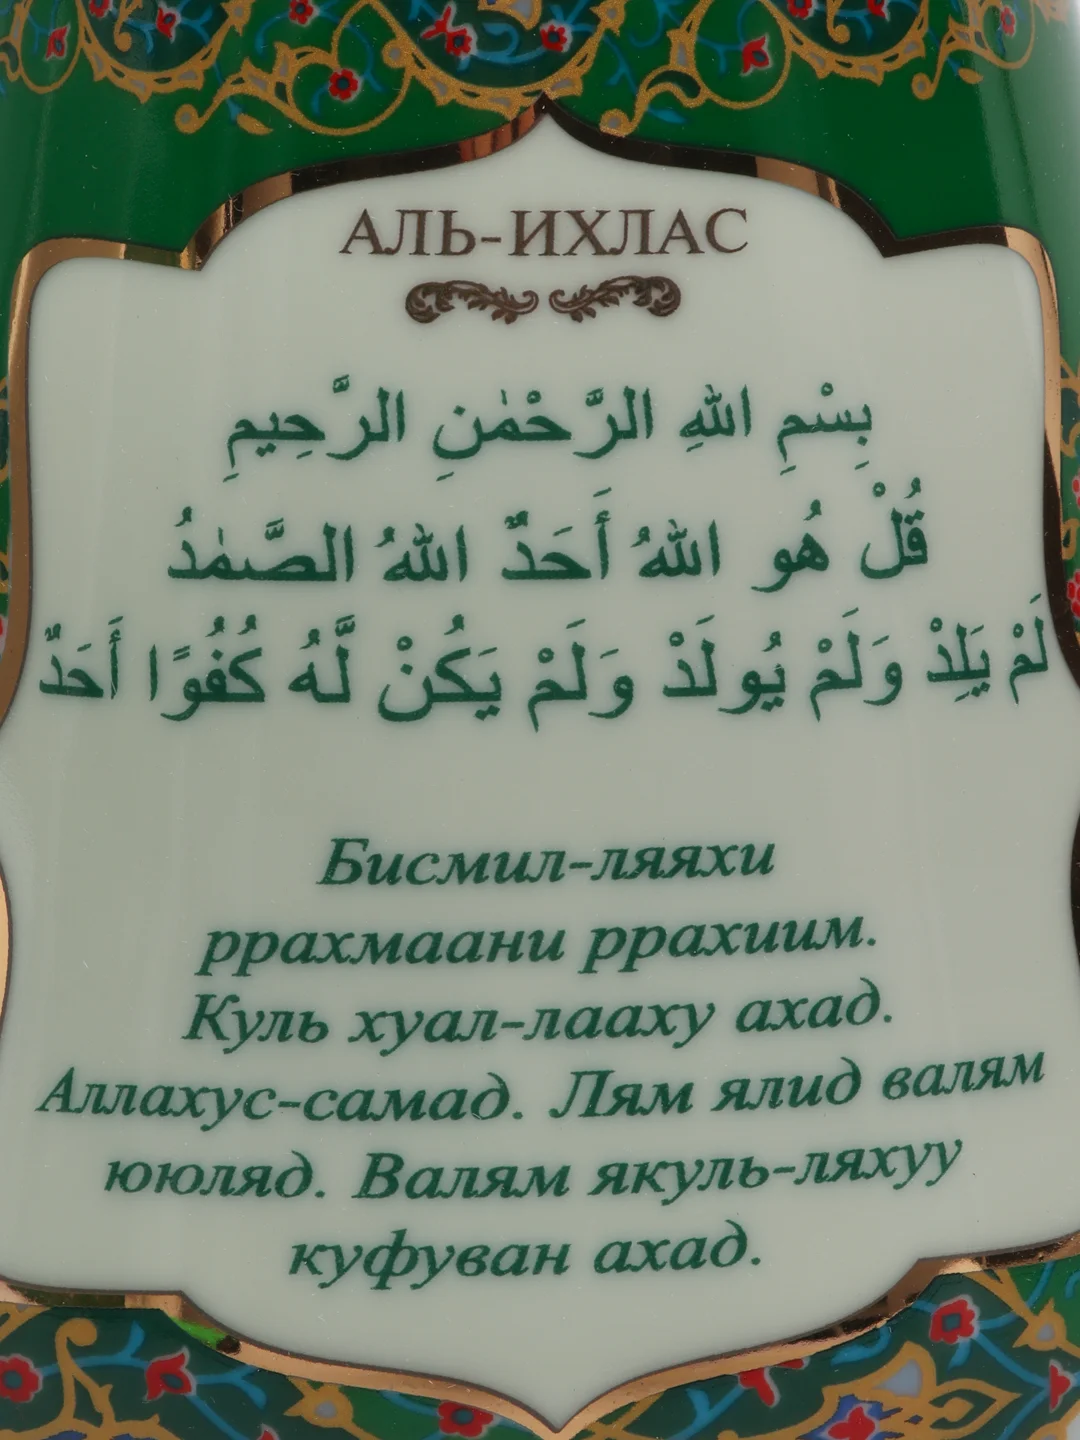 АЛЬ-ИХЛАС
بِسْمِ اللهِ الرَّحْمٰنِ الرَّحِيمِ
قُلْ هُو اللهُ أَحَدٌ اللهُ الصَّمٰدُ
لَمْ يَلِدْ وَلَمْ يُولَدْ وَلَمْ يَكُنْ لَّهُ كُفُوًا أَحَدٌ
Бисмил-ляяхи
ррахмаани ррахиим.
Куль хуал-лааху ахад.
Аллахус-самад. Лям ялид валям
ююляд. Валям якуль-ляхуу
куфуван ахад.